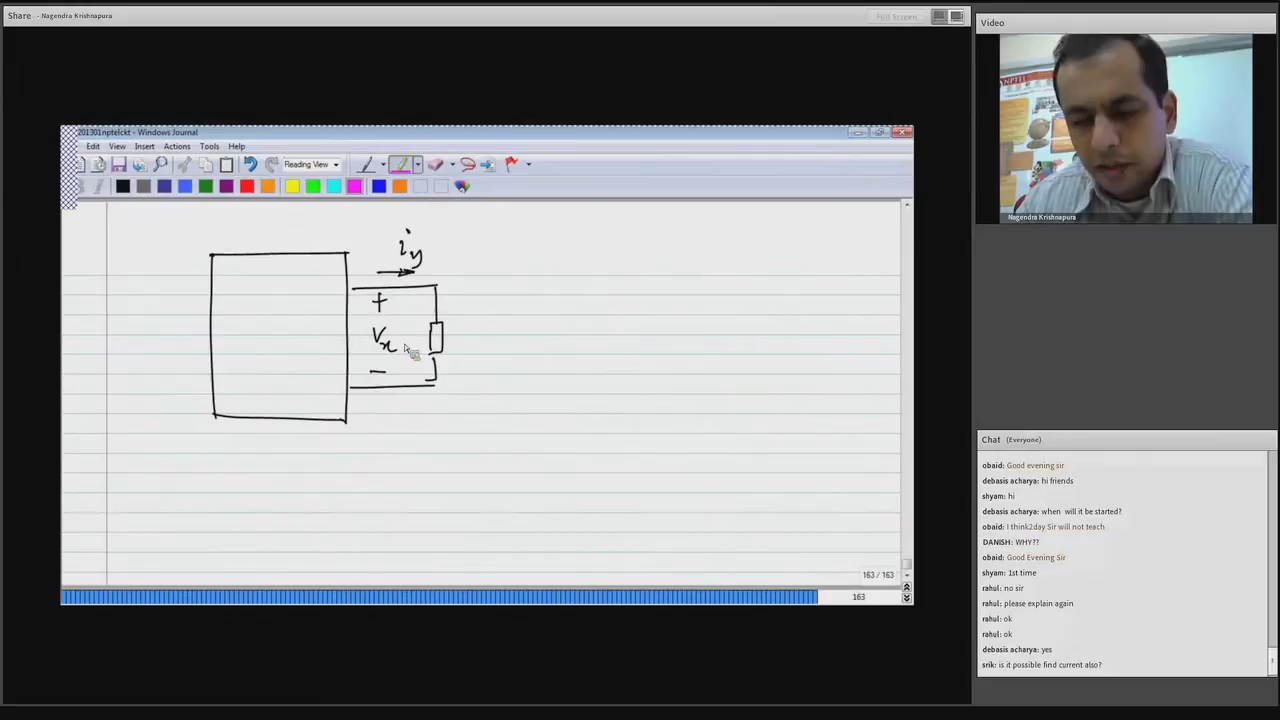 Share - Nagendra Krishnapura
Full Screen
Video
201301nptelckt - Windows Journal
Edit View Insert Actions Tools Help
Reading View
NPTEL
Nagendra Krishnapura
iy
+
Vx
-
163 / 163
163
Chat (Everyone)
obaid: Good evening sir
debasis acharya: hi friends
shyam: hi
debasis acharya: when will it be started?
obaid: I think2day Sir will not teach
DANISH: WHY??
obaid: Good Evening Sir
shyam: 1st time
rahul: no sir
rahul: please explain again
rahul: ok
rahul: ok
debasis acharya: yes
srik: is it possible find current also?